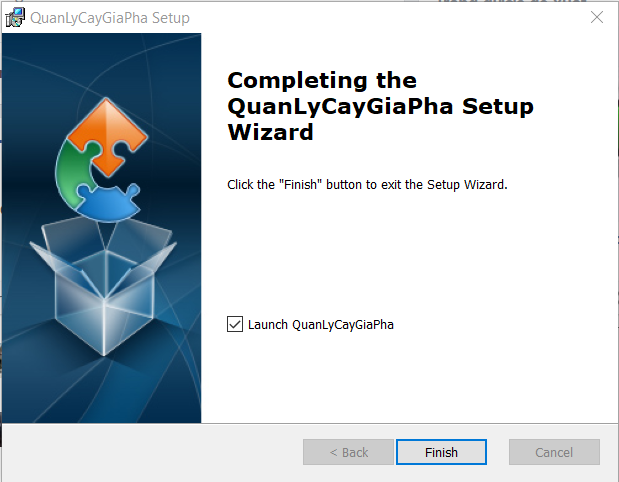 QuanLyCayGiaPha Setup
Completing the
QuanLyCayGiaPha Setup
Wizard
Click the "Finish" button to exit the Setup Wizard.
Launch QuanLyCayGiaPha
< Back
Finish
Cancel